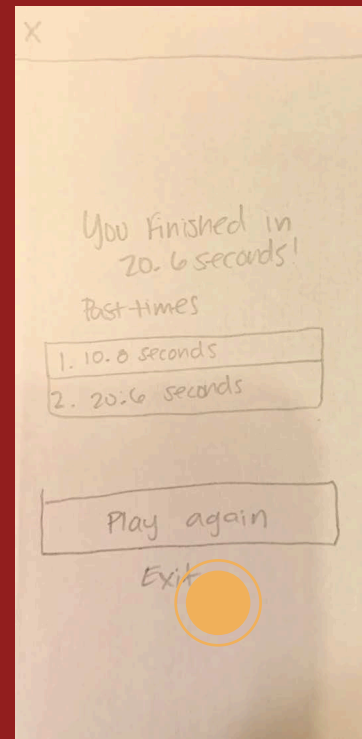 X
You Finished in
20.6 seconds!
Past times
1. 10.8 seconds
2. 20.6 seconds
Play again
Exit